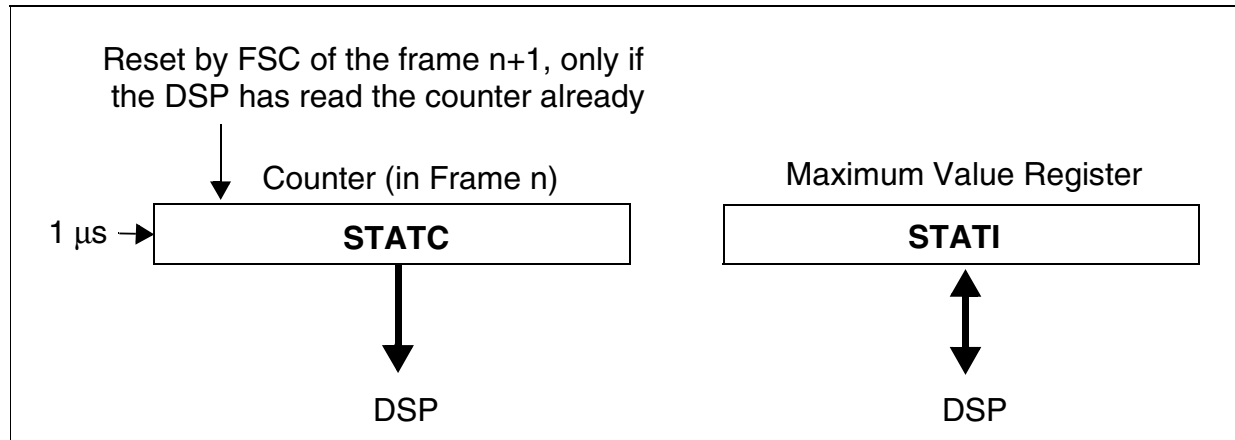 Reset by FSC of the frame n+1, only if
the DSP has read the counter already
Counter (in Frame n)
Maximum Value Register
1 μs
STATC
STATI
DSP
DSP